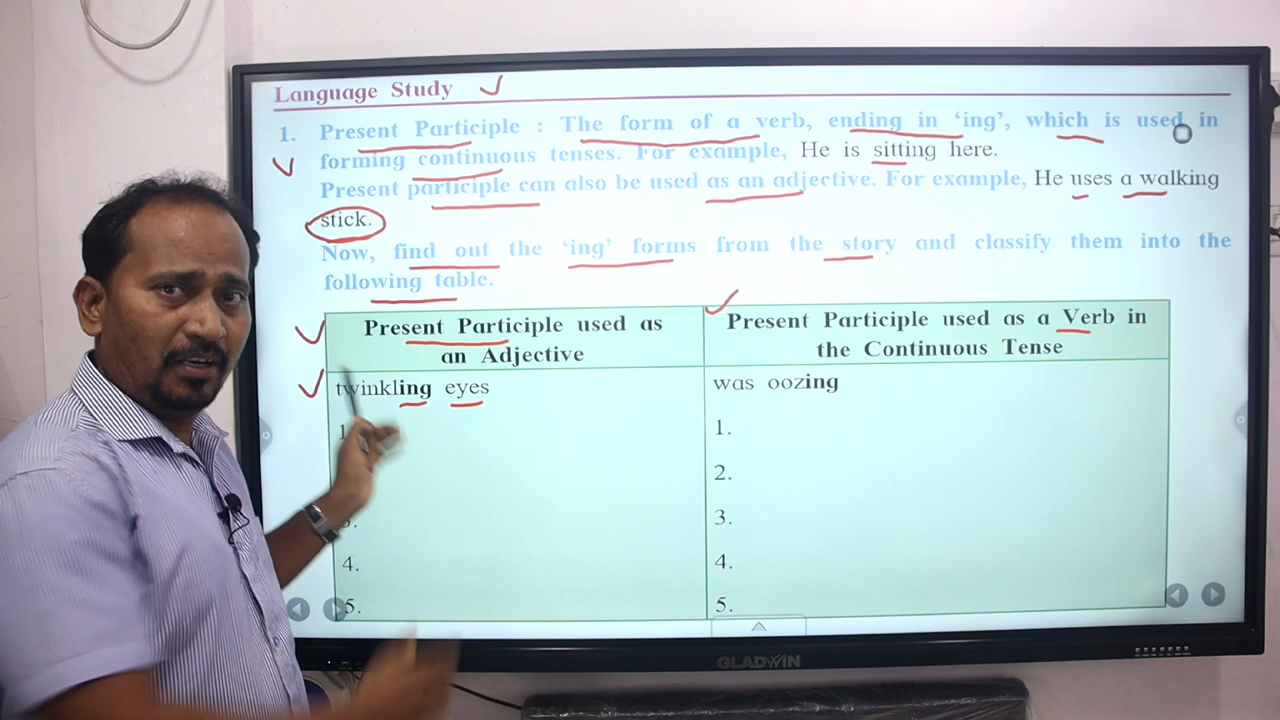 Language Study
1. Present Participle : The form of a verb, ending in ‘ing’, which is used in
forming continuous tenses. For example, He is sitting here.
Present participle can also be used as an adjective. For example, He uses a walking
stick.
Now, find out the ‘ing’ forms from the story and classify them into the
following table.
Present Participle used as
an Adjective
Present Participle used as a Verb in
the Continuous Tense
twinkling eyes
was oozing
1.
1.
2.
3.
3.
4.
4.
5.
5.
GLADWIN